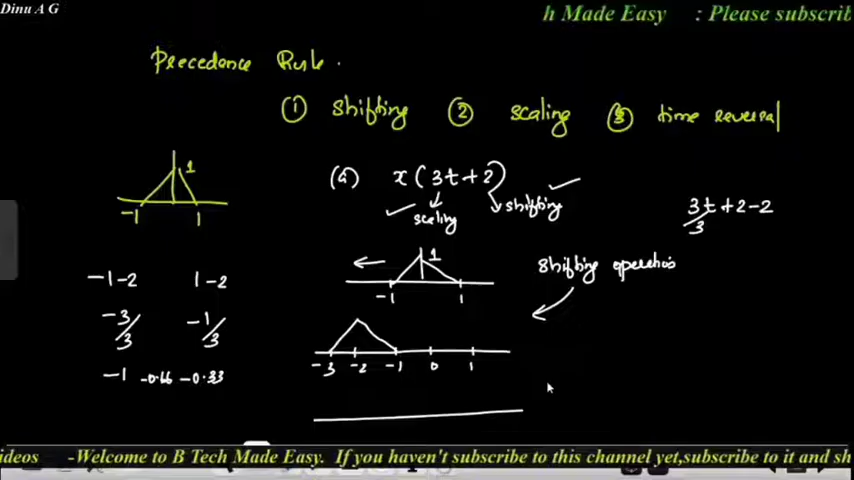 Dinu A G
h Made Easy : Please subscrib
Precedence Rule.
① shifting ② scaling ③ time reversal
1
-1 1
(a) x(3t+2)
scaling
shifting
3t+2-2
3
shifting operation
1
-1 1
-1-2 1-2
-3/3 -1/3
-1 -0.66 -0.33
-3 -2 -1 0 1
ideos -Welcome to B Tech Made Easy. If you haven't subscribe to this channel yet,subscribe to it and sh